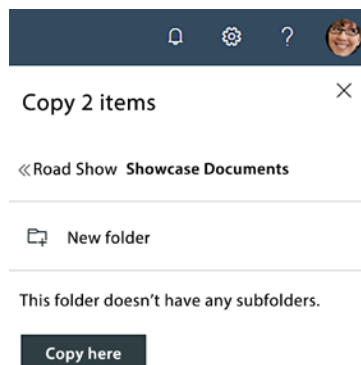 Copy 2 items
Road Show Showcase Documents
New folder
This folder doesn’t have any subfolders.
Copy here